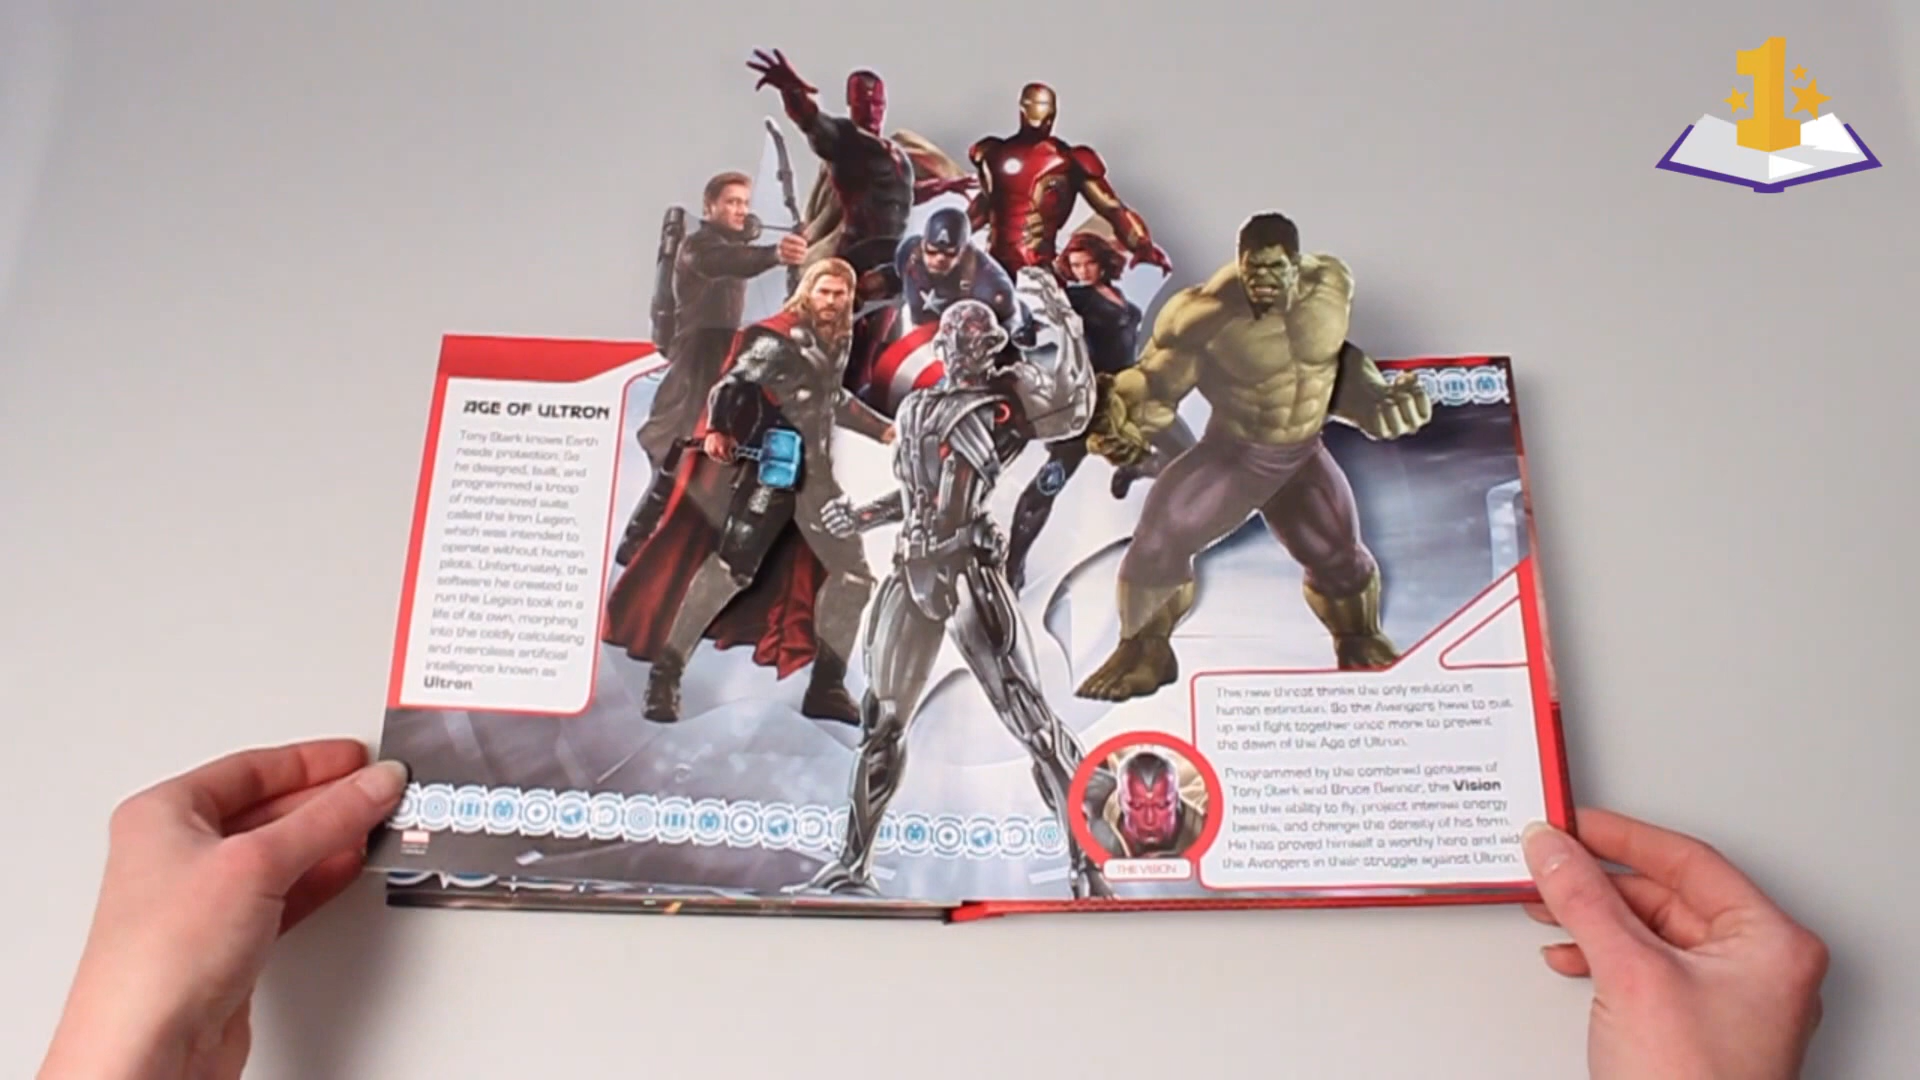 1
AGE OF ULTRON
Tony Stark knows Earth
needs protection. So
he designed, built, and
programmed a troop
of mechanized suits
called the Iron Legion,
which was intended to
operate without human
pilots. Unfortunately, the
software he created to
run the Legion took on a
life of its own, morphing
into the coldly calculating
and merciless artificial
intelligence known as
Ultron.
This new threat thinks the only solution is
human extinction. So the Avengers have to suit
up and fight together once more to prevent
the dawn of the Age of Ultron.
Programmed by the combined geniuses of
Tony Stark and Bruce Banner, the Vision
has the ability to fly, project intense energy
beams, and change the density of his form.
He has proved himself a worthy hero and aids
the Avengers in their struggle against Ultron.
THE VISION